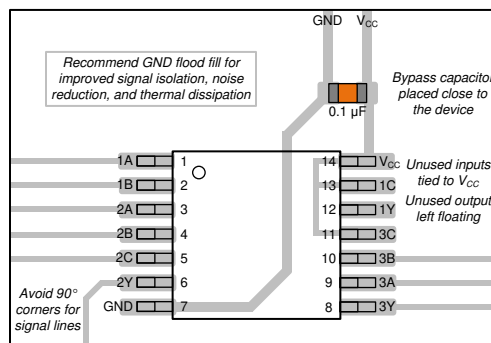 GND
VCC
Recommend GND flood fill for
improved signal isolation, noise
reduction, and thermal dissipation
Bypass capacitor
placed close to
the device
0.1 µF
1A 1
1B 2
2A 3
2B 4
2C 5
2Y 6
GND 7
14 VCC
13 1C
12 1Y
11 3C
10 3B
9 3A
8 3Y
Unused inputs
tied to VCC
Unused output
left floating
Avoid 90°
corners for
signal lines